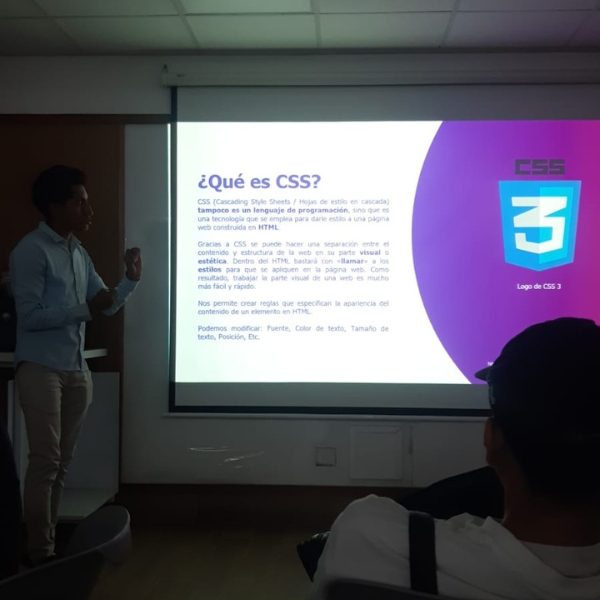 ¿Qué es CSS?
CSS (Cascading Style Sheets / Hojas de estilo en cascada)
tampoco es un lenguaje de programación, sino que es
una tecnología que se emplea para darle estilo a una página
web construida en HTML.
Gracias a CSS se puede hacer una separación entre el
contenido y estructura de la web en su parte visual o
estética. Dentro del HTML bastará con «llamar» a los
estilos para que se apliquen en la página web. Como
resultado, trabajar la parte visual de una web es mucho
más fácil y rápido.
Nos permite crear reglas que especifican la apariencia del
contenido de un elemento en HTML.
Podemos modificar: Fuente, Color de texto, Tamaño de
texto, Posición, Etc.
CSS
3
Logo de CSS 3